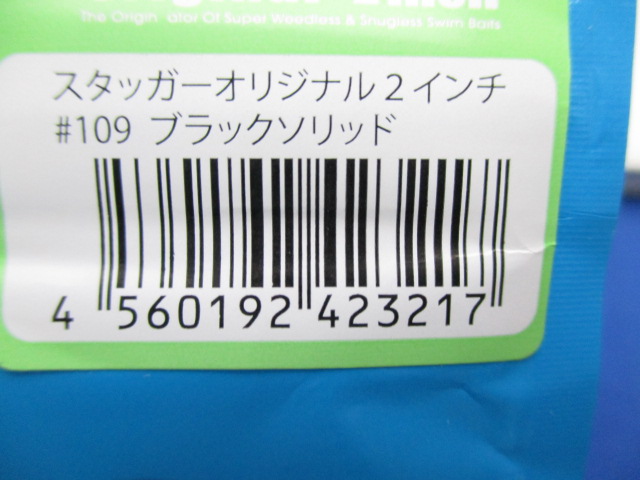 The Origin ator Of Super Weedless & Snugless Swim Baits
スタッガーオリジナル2インチ
#109 ブラックソリッド
4 560192 423217